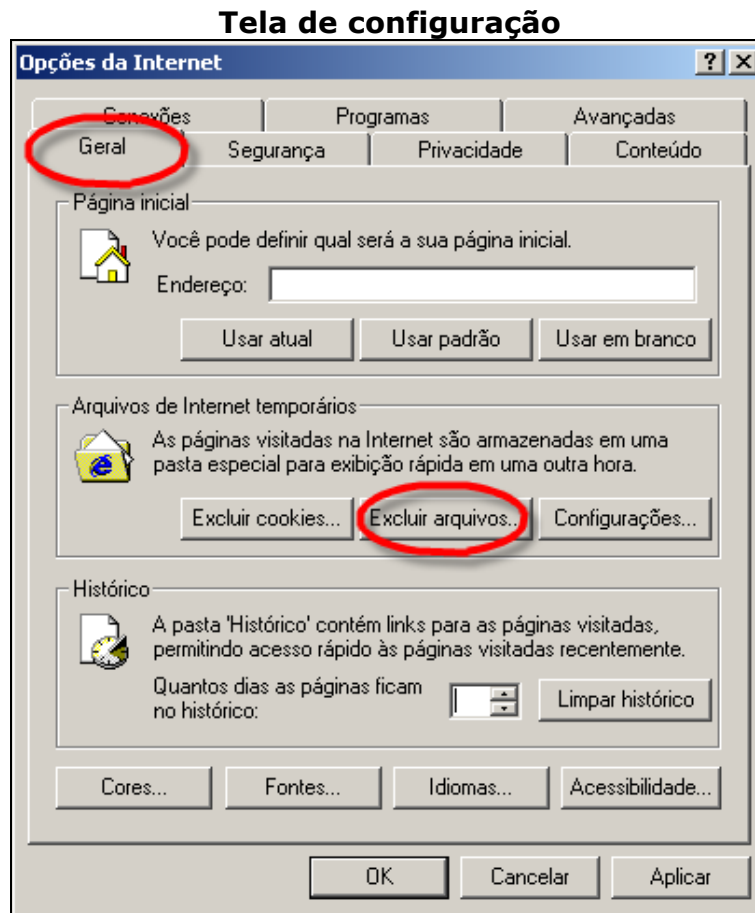 Tela de configuração
Opções da Internet
Conexões Programas Avançadas
Geral Segurança Privacidade Conteúdo
Página inicial
Você pode definir qual será a sua página inicial.
Endereço:
Usar atual Usar padrão Usar em branco
Arquivos de Internet temporários
As páginas visitadas na Internet são armazenadas em uma
pasta especial para exibição rápida em uma outra hora.
Excluir cookies... Excluir arquivos... Configurações...
Histórico
A pasta 'Histórico' contém links para as páginas visitadas,
permitindo acesso rápido às páginas visitadas recentemente.
Quantos dias as páginas ficam
no histórico:
Limpar histórico
Cores... Fontes... Idiomas... Acessibilidade...
OK Cancelar Aplicar